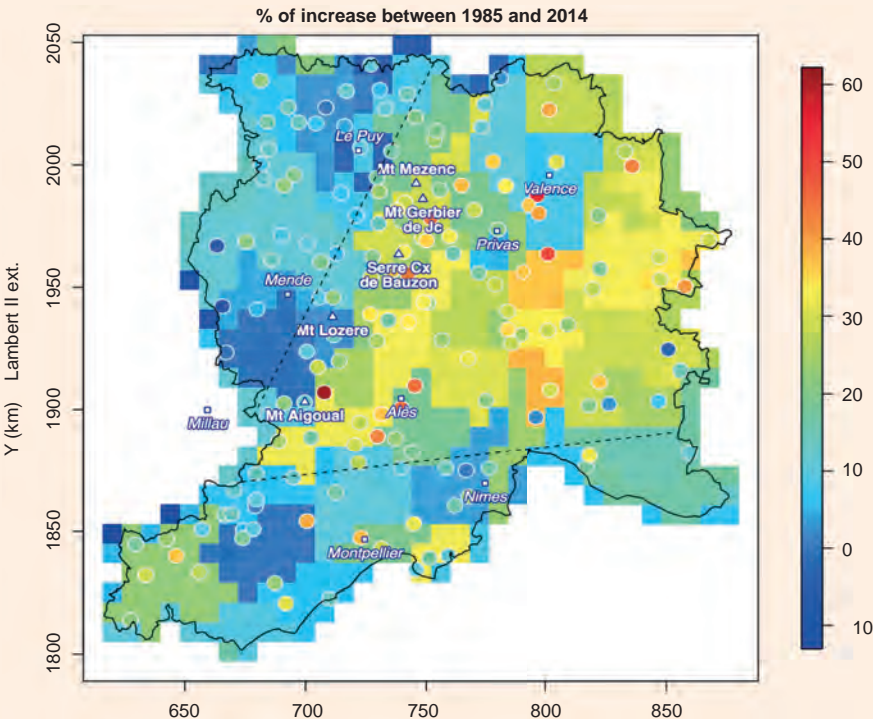 % of increase between 1985 and 2014
Y (km) Lambert II ext.
2050
2000
1950
1900
1850
1800
Le Puy
Mt Mezenc
Valence
Mt Gerbier
de Jc
Privas
Serre Cx
de Bauzon
Mende
Mt Lozere
Mt Aigoual
Alès
Millau
Nimes
Montpellier
650
700
750
800
850
60
50
40
30
20
10
0
10